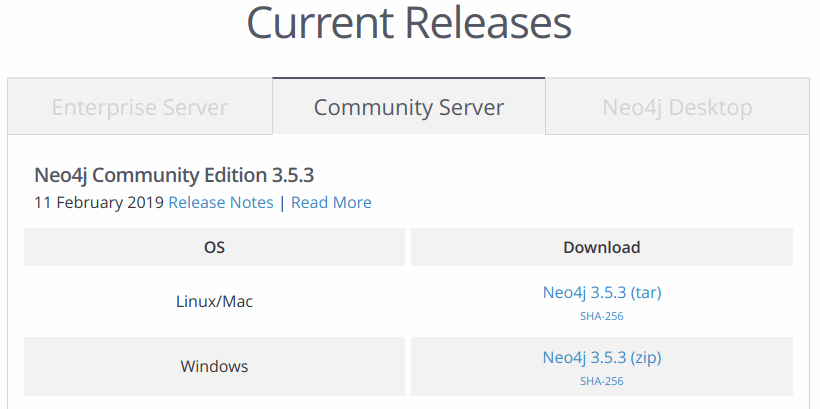 Current Releases
Enterprise Server Community Server Neo4j Desktop
Neo4j Community Edition 3.5.3
11 February 2019 Release Notes | Read More
OS Download
Linux/Mac Neo4j 3.5.3 (tar)
SHA-256
Windows Neo4j 3.5.3 (zip)
SHA-256